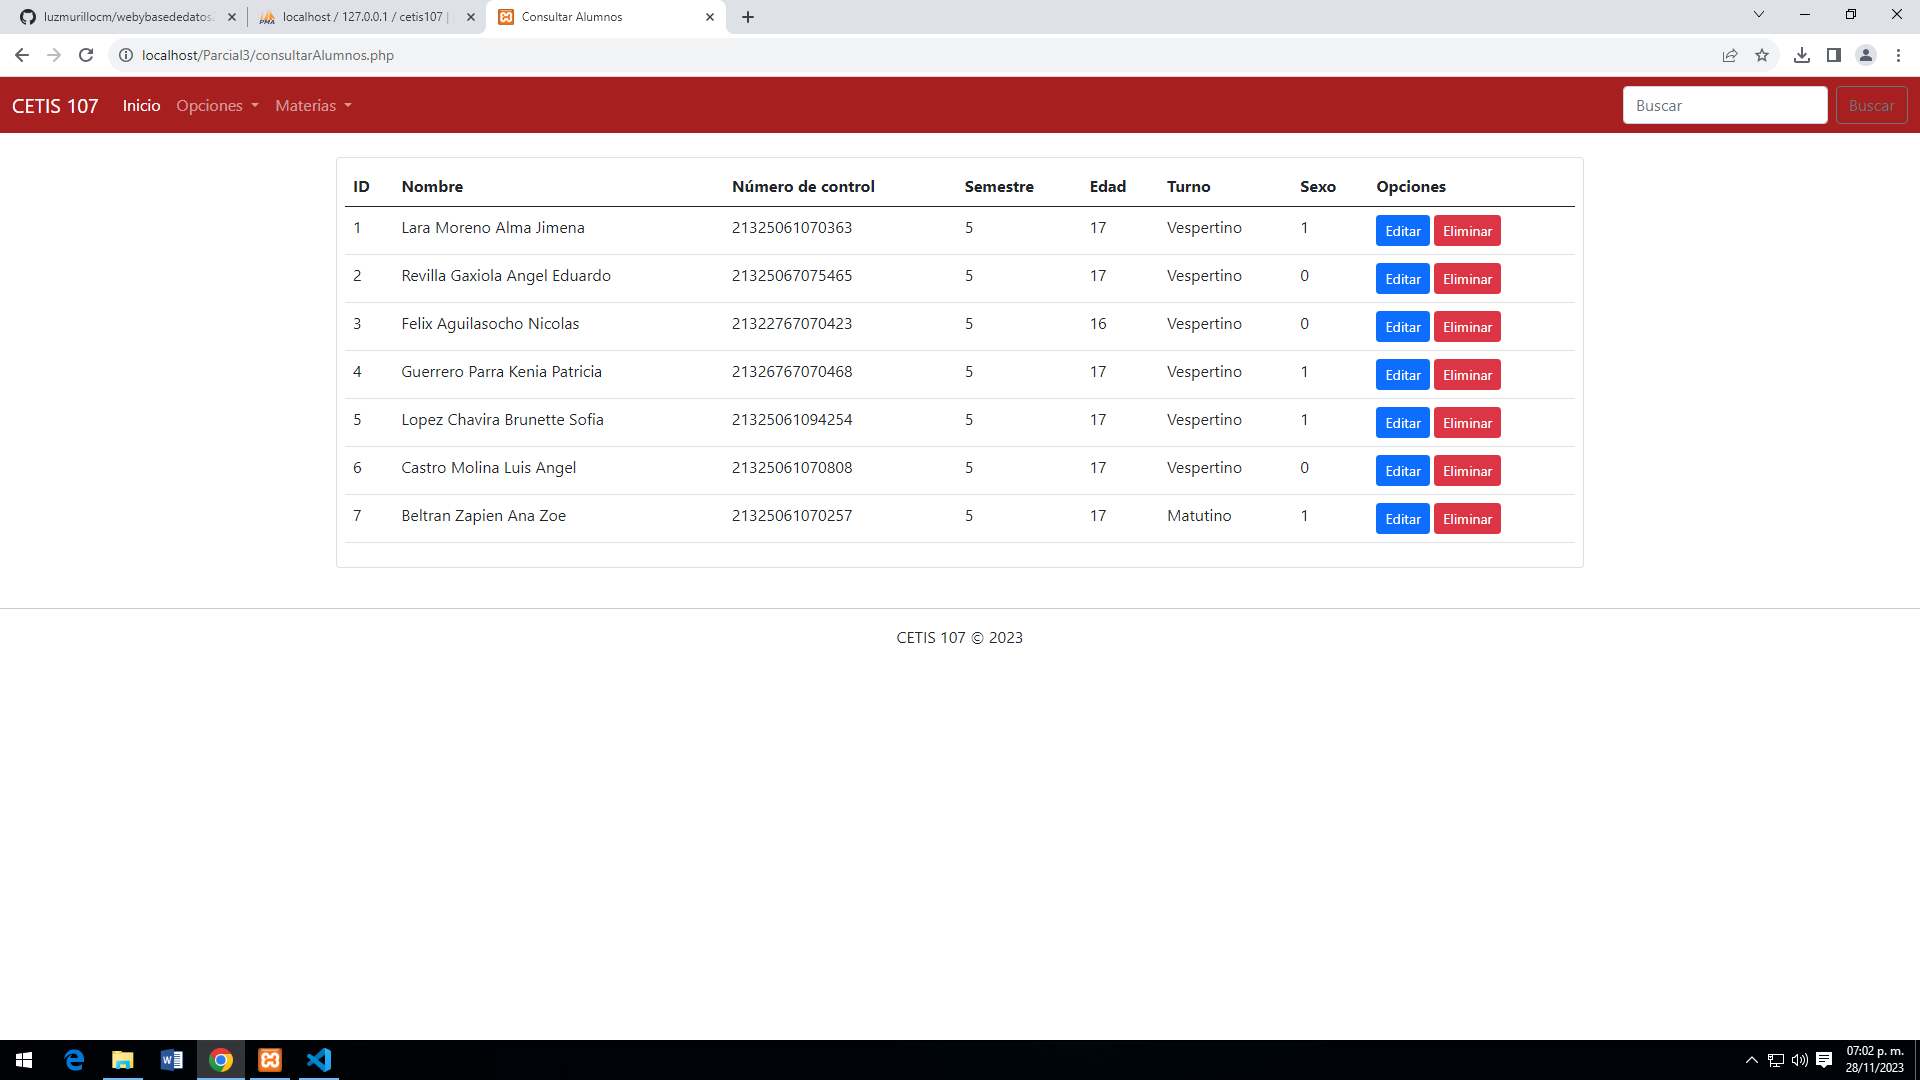 luzmurillocm/webybasededatos
localhost / 127.0.0.1 / cetis107 |
Consultar Alumnos
localhost/Parcial3/consultarAlumnos.php
CETIS 107 Inicio Opciones Materias Buscar Buscar
ID Nombre Número de control Semestre Edad Turno Sexo Opciones
1 Lara Moreno Alma Jimena 21325061070363 5 17 Vespertino 1 Editar Eliminar
2 Revilla Gaxiola Angel Eduardo 21325067075465 5 17 Vespertino 0 Editar Eliminar
3 Felix Aguilasocho Nicolas 21322767070423 5 16 Vespertino 0 Editar Eliminar
4 Guerrero Parra Kenia Patricia 21326767070468 5 17 Vespertino 1 Editar Eliminar
5 Lopez Chavira Brunette Sofia 21325061094254 5 17 Vespertino 1 Editar Eliminar
6 Castro Molina Luis Angel 21325061070808 5 17 Vespertino 0 Editar Eliminar
7 Beltran Zapien Ana Zoe 21325061070257 5 17 Matutino 1 Editar Eliminar
CETIS 107 © 2023
07:02 p. m.
28/11/2023